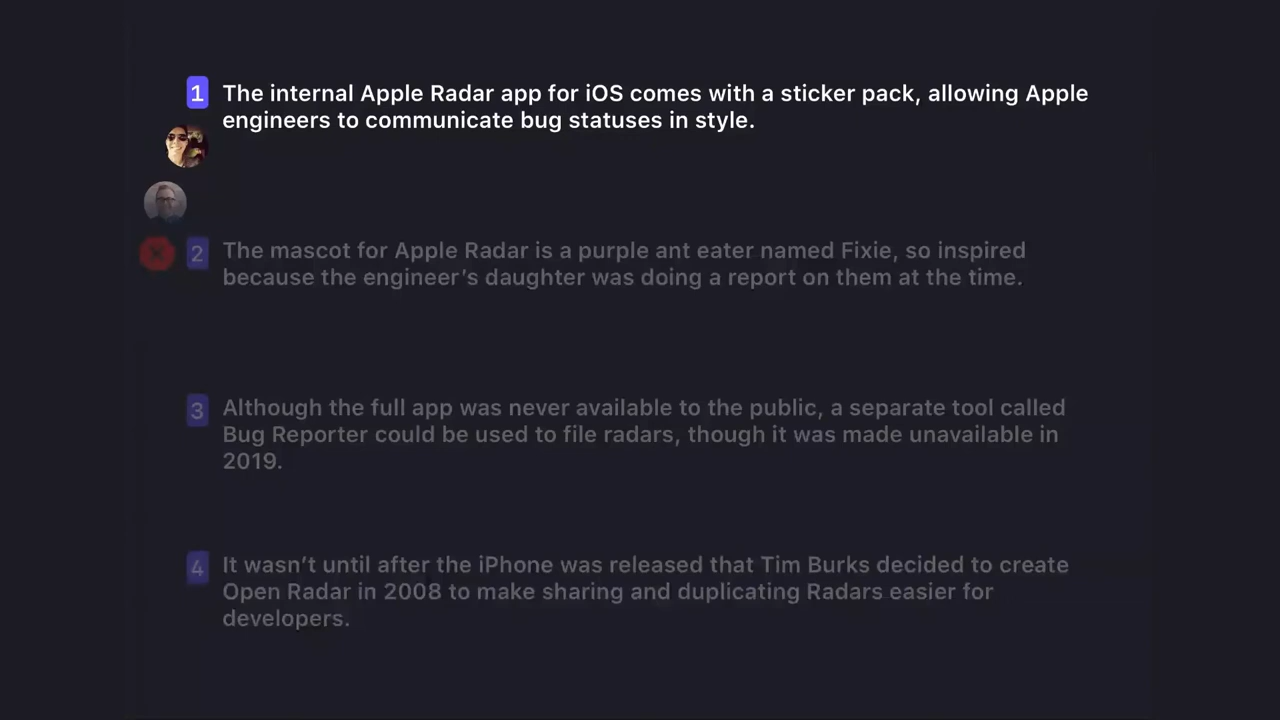 1 The internal Apple Radar app for iOS comes with a sticker pack, allowing Apple
engineers to communicate bug statuses in style.
2 The mascot for Apple Radar is a purple ant eater named Fixie, so inspired
because the engineer’s daughter was doing a report on them at the time.
3 Although the full app was never available to the public, a separate tool called
Bug Reporter could be used to file radars, though it was made unavailable in
2019.
4 It wasn’t until after the iPhone was released that Tim Burks decided to create
Open Radar in 2008 to make sharing and duplicating Radars easier for
developers.